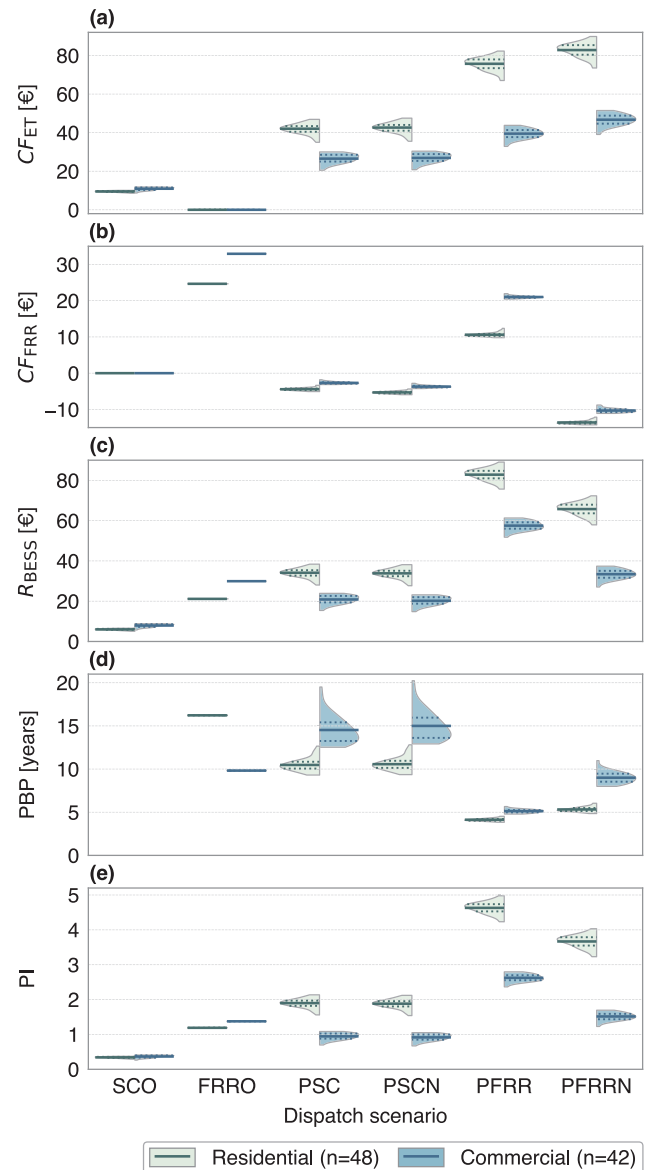 (a)
80
60
40
20
0
CF_ET [€]
(b)
30
20
10
0
−10
CF_FRR [€]
(c)
80
60
40
20
0
R_BESS [€]
(d)
20
15
10
5
0
PBP [years]
(e)
5
4
3
2
1
0
PI
SCO FRRO PSC PSCN PFRR PFRRN
Dispatch scenario
Residential (n=48) Commercial (n=42)